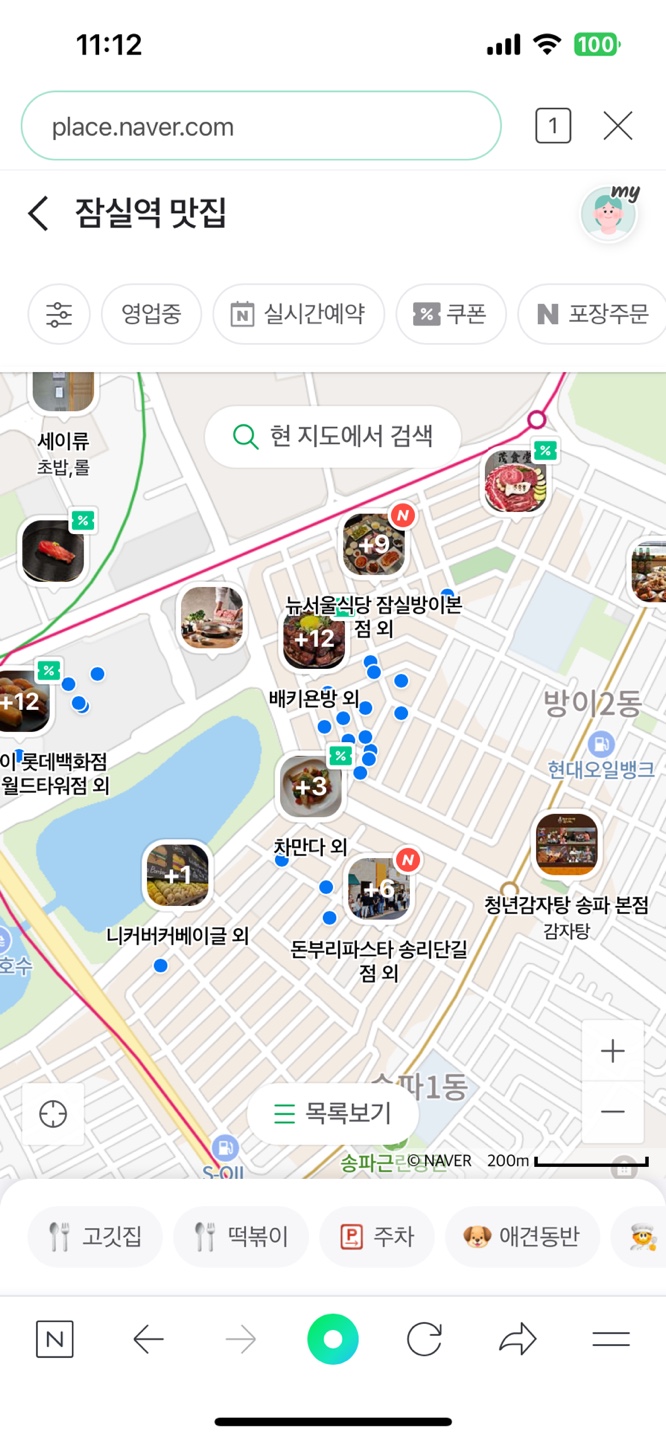 11:12
100
place.naver.com
1
잠실역 맛집
my
영업중
N 실시간예약
% 쿠폰
N 포장주문
현 지도에서 검색
세이류
초밥,롤
%
%
N
+9
뉴서울식당 잠실방이본
점 외
+12
배키욘방 외
%
+12
이 롯데백화점
월드타워점 외
방이2동
현대오일뱅크
%
+3
차만다 외
+1
니커버커베이글 외
N
+6
돈부리파스타 송리단길
점 외
청년감자탕 송파 본점
감자탕
호수
송파1동
목록보기
S-OIL
© NAVER 200m
고깃집
떡볶이
P 주차
애견동반
N